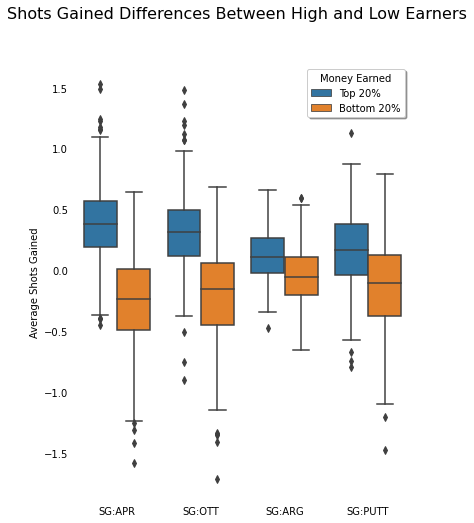 Shots Gained Differences Between High and Low Earners
Money Earned
Top 20%
Bottom 20%
Average Shots Gained
1.5
1.0
0.5
0.0
−0.5
−1.0
−1.5
SG:APR SG:OTT SG:ARG SG:PUTT